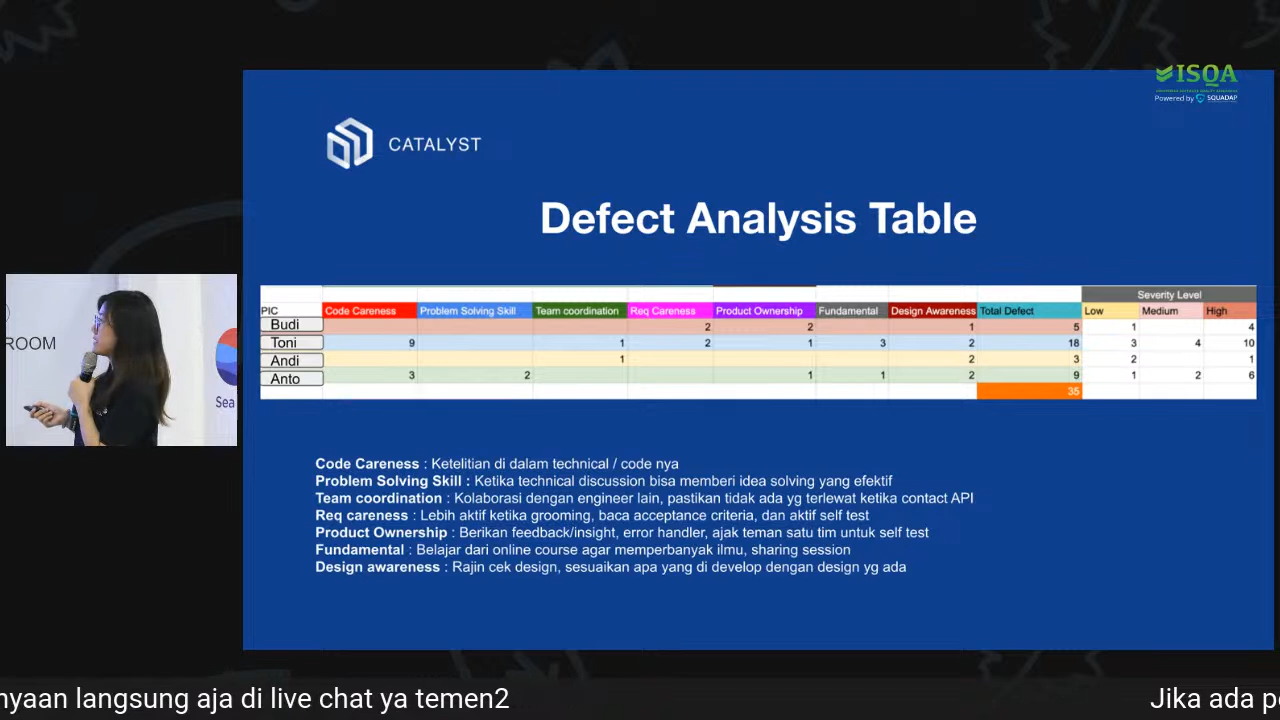 ISQA
Powered by SQUADAP
CATALYST
Defect Analysis Table
Severity Level
PIC Code Careness Problem Solving Skill Team coordination Req Careness Product Ownership Fundamental Design Awareness Total Defect Low Medium High
Budi 2 2 1 5 1 4
Toni 9 1 2 1 3 2 18 3 4 10
Andi 1 2 3 2 1
Anto 3 2 1 1 2 9 1 2 6
35
ROOM
Sea
Code Careness : Ketelitian di dalam technical / code nya
Problem Solving Skill : Ketika technical discussion bisa memberi idea solving yang efektif
Team coordination : Kolaborasi dengan engineer lain, pastikan tidak ada yg terlewat ketika contact API
Req careness : Lebih aktif ketika grooming, baca acceptance criteria, dan aktif self test
Product Ownership : Berikan feedback/insight, error handler, ajak teman satu tim untuk self test
Fundamental : Belajar dari online course agar memperbanyak ilmu, sharing session
Design awareness : Rajin cek design, sesuaikan apa yang di develop dengan design yg ada
nyaan langsung aja di live chat ya temen2 Jika ada pe